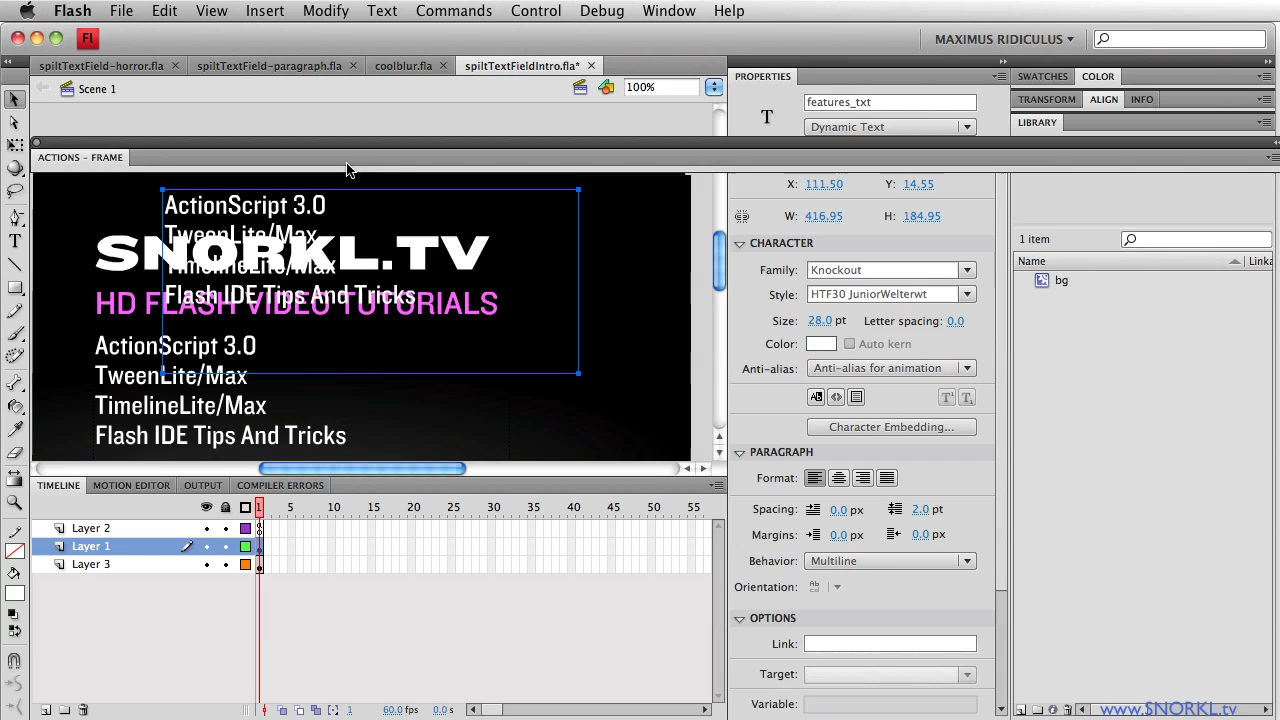 Flash File Edit View Insert Modify Text Commands Control Debug Window Help
Fl MAXIMUS RIDICULUS
spiltTextField-horror.fla spiltTextField-paragraph.fla coolblur.fla spiltTextFieldIntro.fla*
Scene 1 100%
PROPERTIES
T features_txt
Dynamic Text
SWATCHES COLOR
TRANSFORM ALIGN INFO
LIBRARY
ACTIONS - FRAME
ActionScript 3.0
TweenLite/Max
SNORKL.TV
TimelineLite/Max
Flash IDE Tips And Tricks
HD FLASH VIDEO TUTORIALS
ActionScript 3.0
TweenLite/Max
TimelineLite/Max
Flash IDE Tips And Tricks
X: 111.50 Y: 14.55
W: 416.95 H: 184.95
CHARACTER
Family: Knockout
Style: HTF30 JuniorWelterwt
Size: 28.0 pt Letter spacing: 0.0
Color: Auto kern
Anti-alias: Anti-alias for animation
Character Embedding...
PARAGRAPH
Format:
Spacing: 0.0 px 2.0 pt
Margins: 0.0 px 0.0 px
Behavior: Multiline
Orientation:
OPTIONS
Link:
Target:
Variable:
1 item
Name Linka
bg
TIMELINE MOTION EDITOR OUTPUT COMPILER ERRORS
1 5 10 15 20 25 30 35 40 45 50 55
Layer 2
Layer 1
Layer 3
1 60.0 fps 0.0 s
www.SNORKL.tv